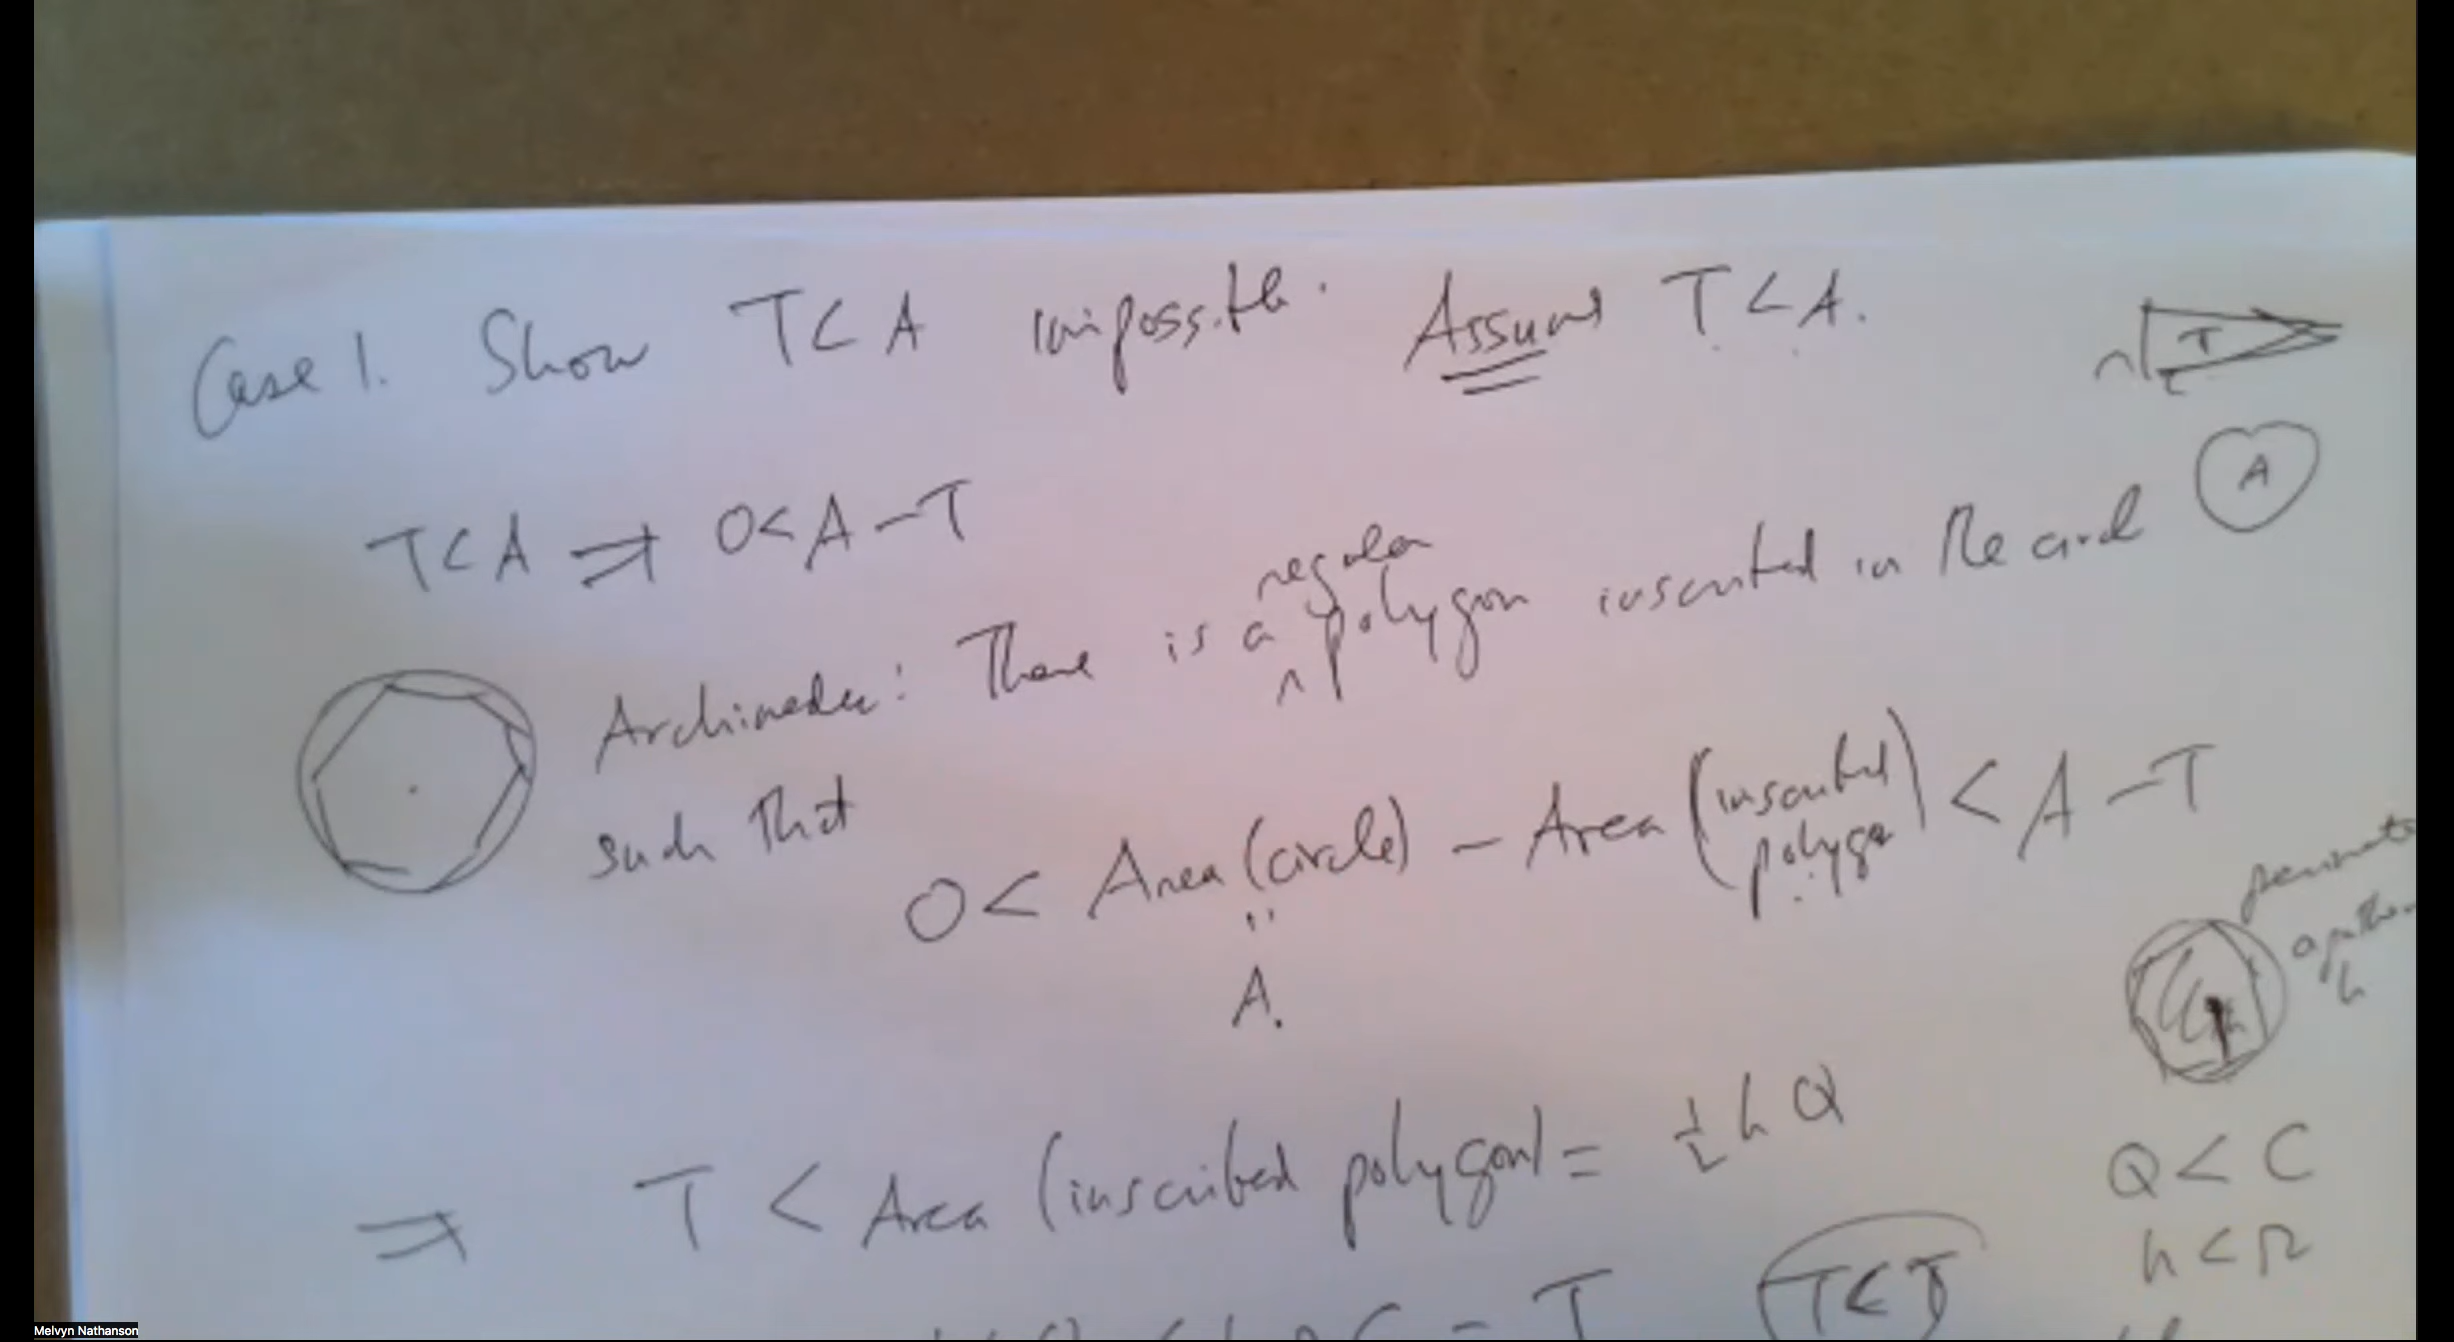 Case 1. Show T < A impossible. Assume T < A.
r T
C
A
T < A ⇒ 0 < A - T
regular
Archimedes: There is a ^ polygon inscribed in the circle
such that
0 < Area (circle) - Area (inscribed polygon) < A - T
"
A.
apothem
h
h
⇒ T < Area (inscribed polygon) = 1/2 h Q
Q < C
h < r
= T T < T
Melvyn Nathanson